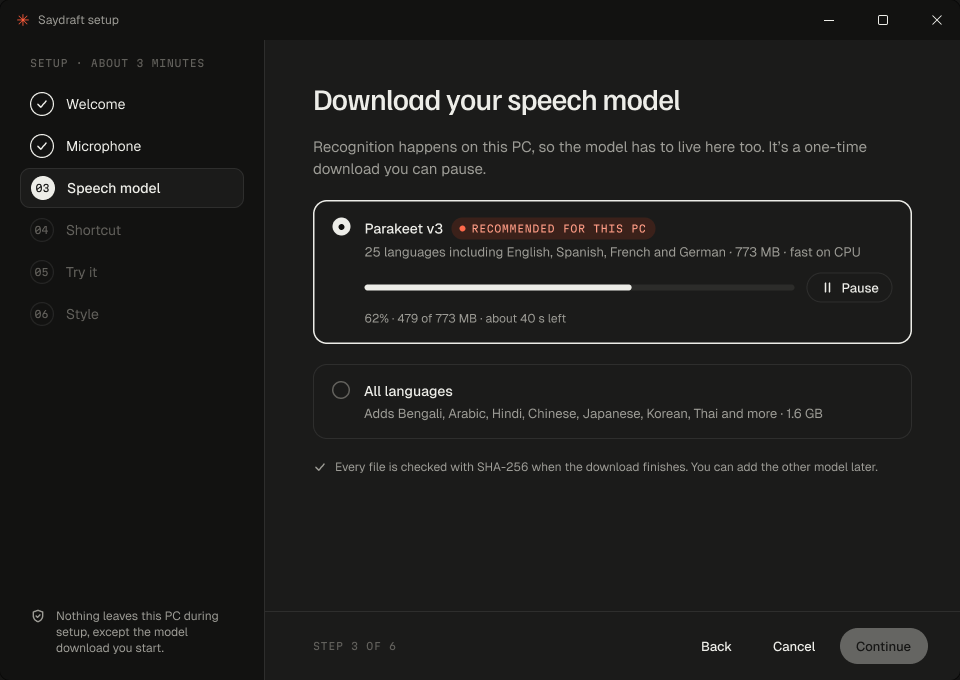 Saydraft setup
SETUP · ABOUT 3 MINUTES
Welcome
Microphone
03 Speech model
04 Shortcut
05 Try it
06 Style
Nothing leaves this PC during
setup, except the model
download you start.
Download your speech model
Recognition happens on this PC, so the model has to live here too. It's a one-time
download you can pause.
Parakeet v3 RECOMMENDED FOR THIS PC
25 languages including English, Spanish, French and German · 773 MB · fast on CPU
Pause
62% · 479 of 773 MB · about 40 s left
All languages
Adds Bengali, Arabic, Hindi, Chinese, Japanese, Korean, Thai and more · 1.6 GB
Every file is checked with SHA-256 when the download finishes. You can add the other model later.
STEP 3 OF 6
Back
Cancel
Continue